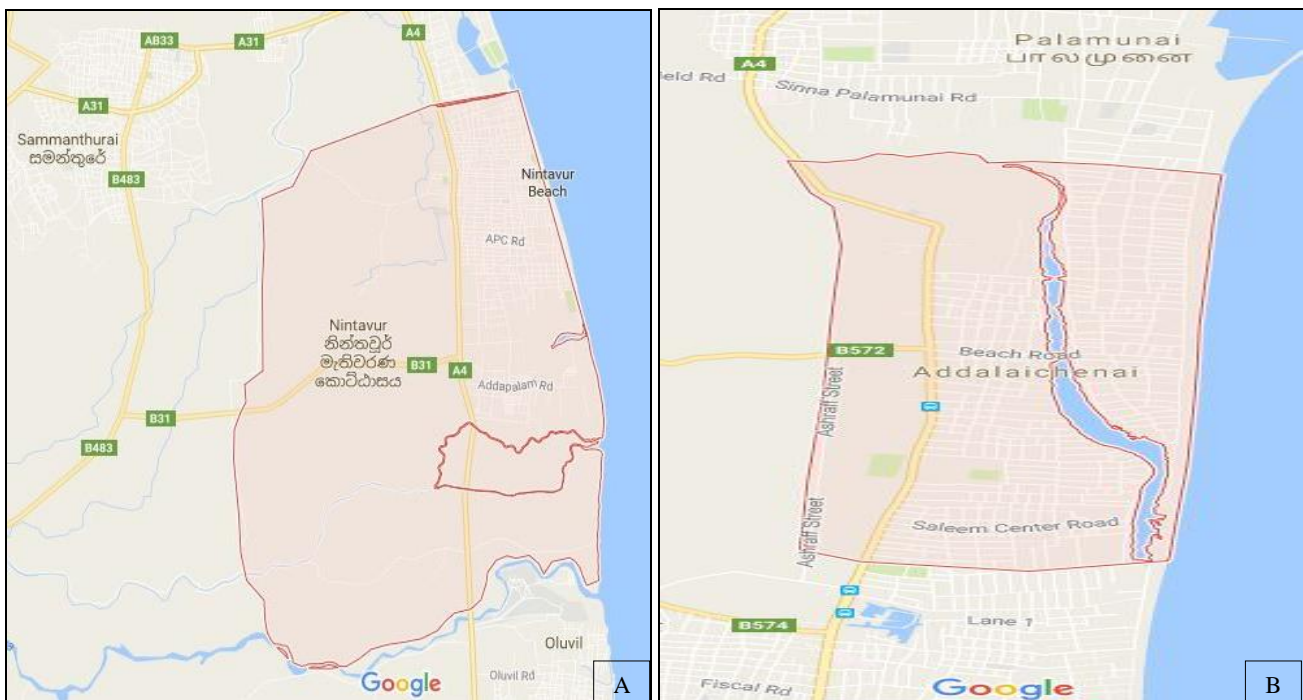 AB33
A31
A4
A31
Sammanthurai
සමන්තුරේ
B483
Nintavur
Beach
APC Rd
Nintavur
නින්තවූර්
මැතිවරණ
කොට්ඨාසය
B31
A4
Addapalam Rd
B31
B483
Oluvil
Oluvil Rd
Google
A
Palamunai
பாலமுனை
A4
ield Rd
Sinna Palamunai Rd
B572
Beach Road
Addalaichenai
Ashraff Street
Saleem Center Road
Ashraff Street
Lane 1
B574
Fiscal Rd
Google
B